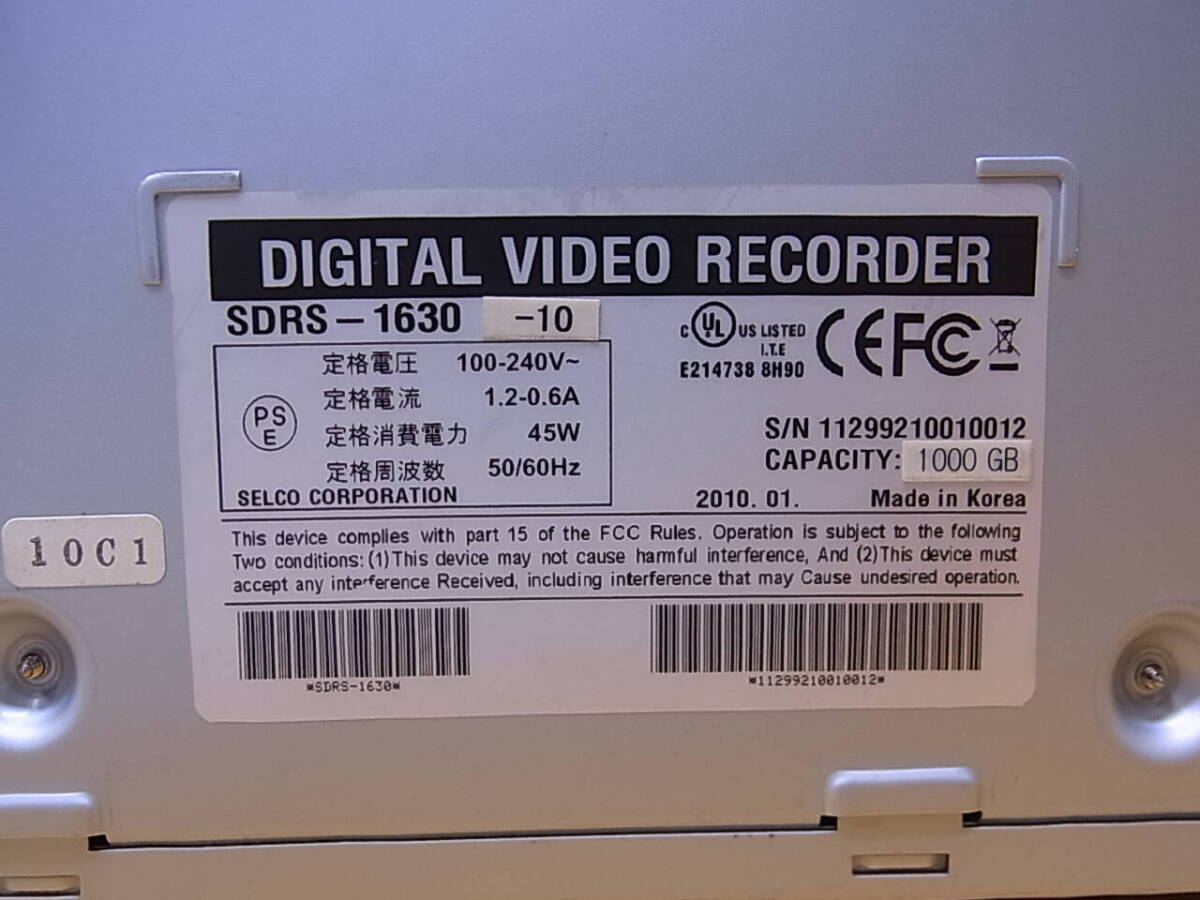 DIGITAL VIDEO RECORDER
SDRS-1630 -10
定格電圧 100-240V~
定格電流 1.2-0.6A
定格消費電力 45W
定格周波数 50/60Hz
PS
E
SELCO CORPORATION
C UL US LISTED
I.T.E
E214738 8H90
CE FC
S/N 11299210010012
CAPACITY: 1000 GB
2010. 01. Made in Korea
This device complies with part 15 of the FCC Rules. Operation is subject to the following
Two conditions: (1) This device may not cause harmful interference, And (2) This device must
accept any interference Received, including interference that may Cause undesired operation.
*SDRS-1630*
*11299210010012*
10C1